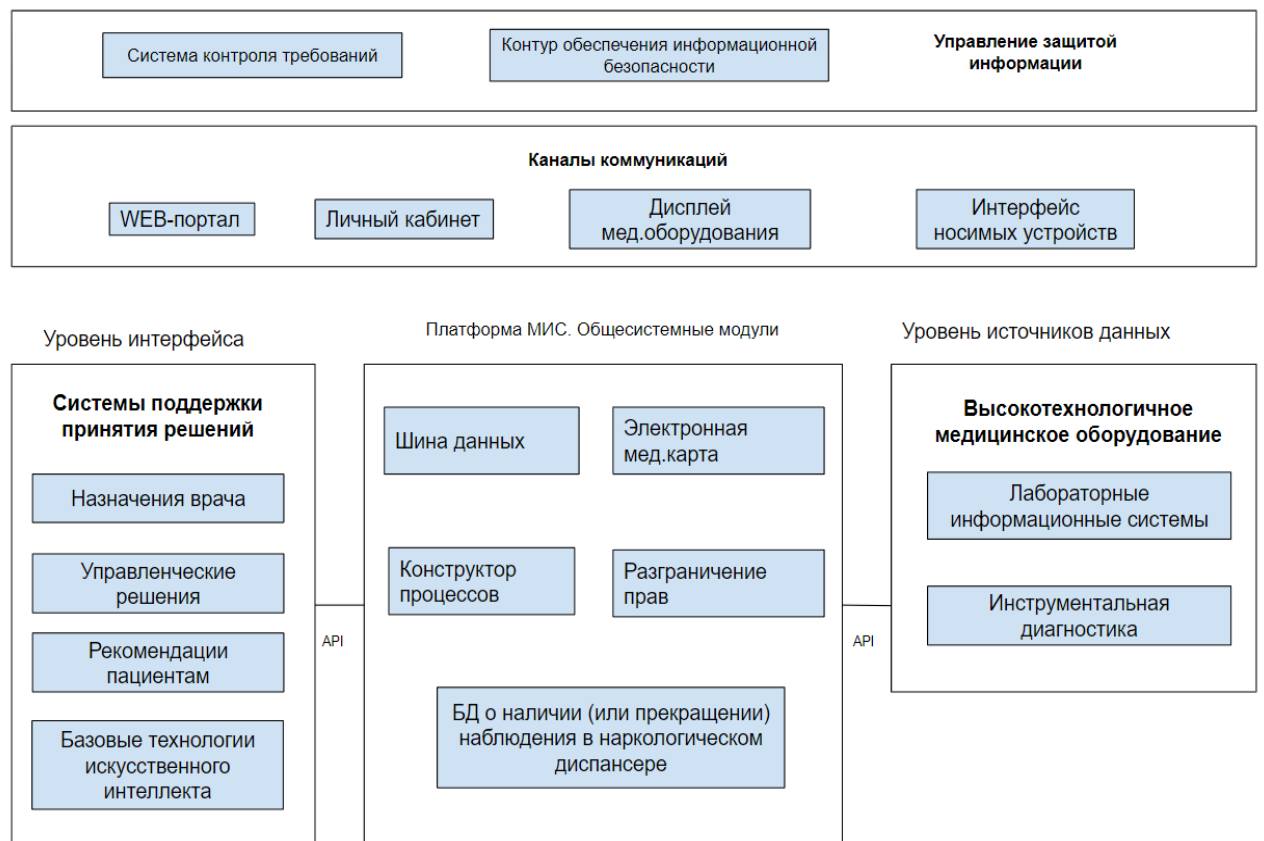 Система контроля требований
Контур обеспечения информационной
безопасности
Управление защитой
информации
Каналы коммуникаций
WEB-портал
Личный кабинет
Дисплей
мед.оборудования
Интерфейс
носимых устройств
Уровень интерфейса
Платформа МИС. Общесистемные модули
Уровень источников данных
Системы поддержки
принятия решений
Назначения врача
Управленческие
решения
Рекомендации
пациентам
Базовые технологии
искусственного
интеллекта
API
Шина данных
Электронная
мед.карта
Конструктор
процессов
Разграничение
прав
БД о наличии (или прекращении)
наблюдения в наркологическом
диспансере
API
Высокотехнологичное
медицинское оборудование
Лабораторные
информационные системы
Инструментальная
диагностика